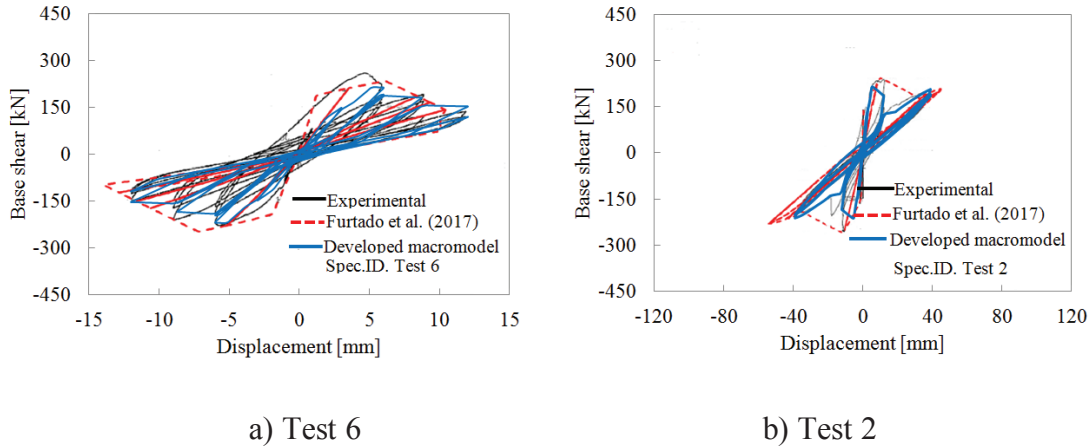 450
300
150
0
-150
-300
-450
Base shear [kN]
-15
-10
-5
0
5
10
15
Displacement [mm]
Experimental
Furtado et al. (2017)
Developed macromodel
Spec.ID. Test 6
a) Test 6
450
300
150
0
-150
-300
-450
Base shear [kN]
-120
-80
-40
0
40
80
120
Displacement [mm]
Experimental
Furtado et al. (2017)
Developed macromodel
Spec.ID. Test 2
b) Test 2